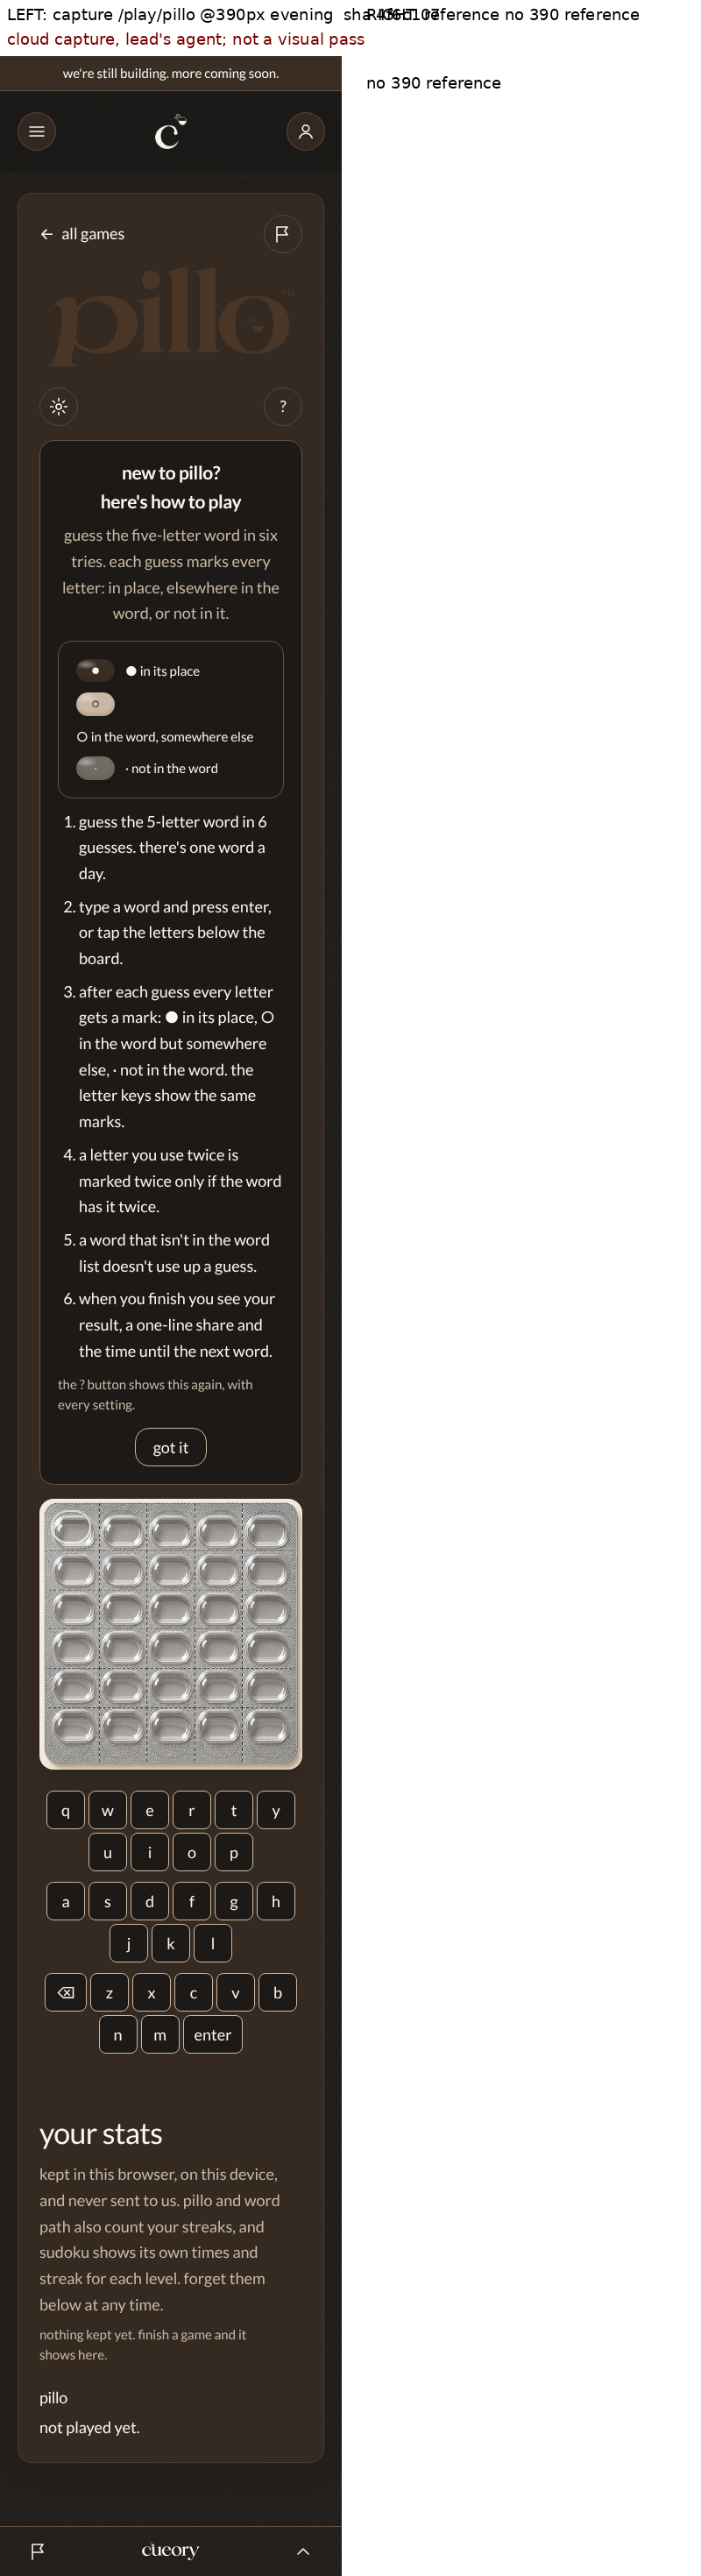 LEFT: capture /play/pillo @390px evening
reference no 390 reference
cloud capture, lead's agent; not a visual pass
no 390 reference
we're still building. more coming soon.
c
← all games
pillo™
?
new to pillo?
here's how to play
guess the five-letter word in six
tries. each guess marks every
letter: in place, elsewhere in the
word, or not in it.
● in its place
○ in the word, somewhere else
· not in the word
1. guess the 5-letter word in 6
guesses. there's one word a
day.
2. type a word and press enter,
or tap the letters below the
board.
3. after each guess every letter
gets a mark: ● in its place, ○
in the word but somewhere
else, · not in the word. the
letter keys show the same
marks.
4. a letter you use twice is
marked twice only if the word
has it twice.
5. a word that isn't in the word
list doesn't use up a guess.
6. when you finish you see your
result, a one-line share and
the time until the next word.
the ? button shows this again, with
every setting.
got it
q w e r t y
u i o p
a s d f g h
j k l
z x c v b
n m enter
your stats
kept in this browser, on this device,
and never sent to us. pillo and word
path also count your streaks, and
sudoku shows its own times and
streak for each level. forget them
below at any time.
nothing kept yet. finish a game and it
shows here.
pillo
not played yet.
cueory